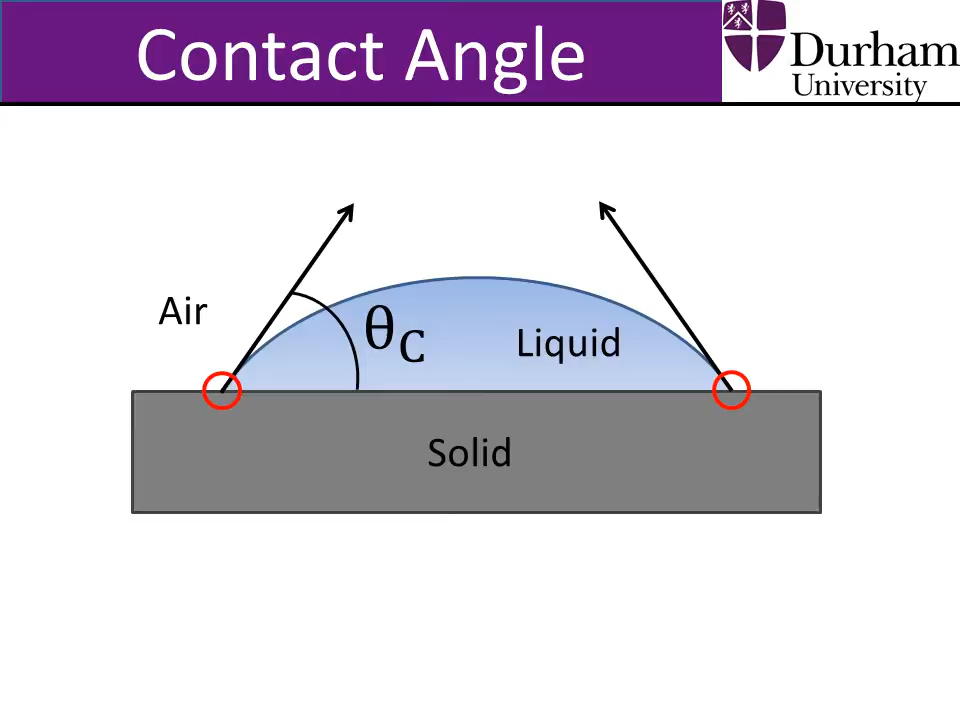 Contact Angle
Durham
University
Air
θC
Liquid
Solid